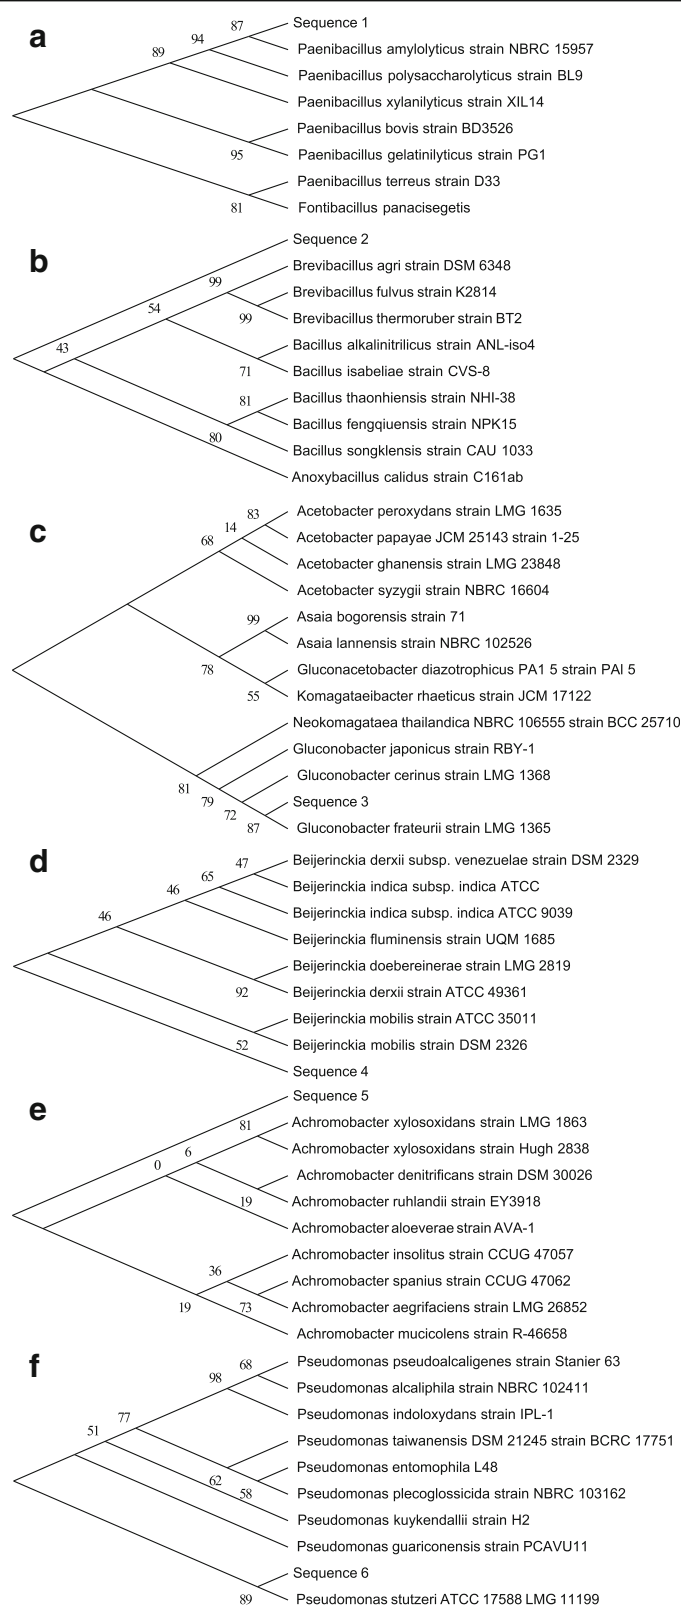 a
87
Sequence 1
94
Paenibacillus amylolyticus strain NBRC 15957
89
Paenibacillus polysaccharolyticus strain BL9
Paenibacillus xylanilyticus strain XIL14
Paenibacillus bovis strain BD3526
95
Paenibacillus gelatinilyticus strain PG1
Paenibacillus terreus strain D33
81
Fontibacillus panacisegetis
b
Sequence 2
Brevibacillus agri strain DSM 6348
99
Brevibacillus fulvus strain K2814
54
99
Brevibacillus thermoruber strain BT2
43
Bacillus alkalinitrilicus strain ANL-iso4
71
Bacillus isabeliae strain CVS-8
81
Bacillus thaonhiensis strain NHI-38
Bacillus fengqiuensis strain NPK15
80
Bacillus songklensis strain CAU 1033
Anoxybacillus calidus strain C161ab
c
83
Acetobacter peroxydans strain LMG 1635
14
Acetobacter papayae JCM 25143 strain 1-25
68
Acetobacter ghanensis strain LMG 23848
Acetobacter syzygii strain NBRC 16604
99
Asaia bogorensis strain 71
Asaia lannensis strain NBRC 102526
78
Gluconacetobacter diazotrophicus PA1 5 strain PAl 5
55
Komagataeibacter rhaeticus strain JCM 17122
Neokomagataea thailandica NBRC 106555 strain BCC 25710
Gluconobacter japonicus strain RBY-1
81
Gluconobacter cerinus strain LMG 1368
79
Sequence 3
72
87
Gluconobacter frateurii strain LMG 1365
d
47
Beijerinckia derxii subsp. venezuelae strain DSM 2329
65
Beijerinckia indica subsp. indica ATCC
46
Beijerinckia indica subsp. indica ATCC 9039
46
Beijerinckia fluminensis strain UQM 1685
Beijerinckia doebereinerae strain LMG 2819
92
Beijerinckia derxii strain ATCC 49361
Beijerinckia mobilis strain ATCC 35011
52
Beijerinckia mobilis strain DSM 2326
Sequence 4
e
Sequence 5
81
Achromobacter xylosoxidans strain LMG 1863
6
Achromobacter xylosoxidans strain Hugh 2838
0
Achromobacter denitrificans strain DSM 30026
19
Achromobacter ruhlandii strain EY3918
Achromobacter aloeverae strain AVA-1
Achromobacter insolitus strain CCUG 47057
36
Achromobacter spanius strain CCUG 47062
19
73
Achromobacter aegrifaciens strain LMG 26852
Achromobacter mucicolens strain R-46658
f
68
Pseudomonas pseudoalcaligenes strain Stanier 63
98
Pseudomonas alcaliphila strain NBRC 102411
77
Pseudomonas indoloxydans strain IPL-1
51
Pseudomonas taiwanensis DSM 21245 strain BCRC 17751
Pseudomonas entomophila L48
62
58
Pseudomonas plecoglossicida strain NBRC 103162
Pseudomonas kuykendallii strain H2
Pseudomonas guariconensis strain PCAVU11
Sequence 6
89
Pseudomonas stutzeri ATCC 17588 LMG 11199